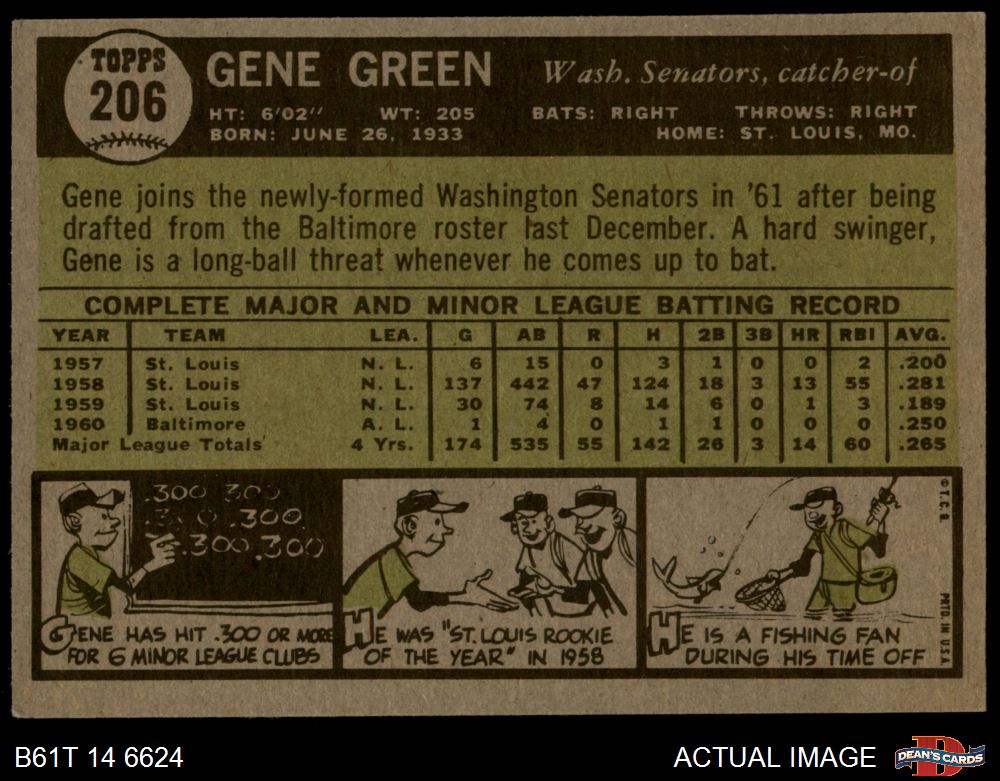 TOPPS
206
GENE GREEN
Wash. Senators, catcher-of
HT: 6'02" WT: 205 BATS: RIGHT THROWS: RIGHT
BORN: JUNE 26, 1933 HOME: ST. LOUIS, MO.
Gene joins the newly-formed Washington Senators in '61 after being
drafted from the Baltimore roster last December. A hard swinger,
Gene is a long-ball threat whenever he comes up to bat.
COMPLETE MAJOR AND MINOR LEAGUE BATTING RECORD
YEAR TEAM LEA. G AB R H 2B 3B HR RBI AVG.
1957 St. Louis N. L. 6 15 0 3 1 0 0 2 .200
1958 St. Louis N. L. 137 442 47 124 18 3 13 55 .281
1959 St. Louis N. L. 30 74 8 14 6 0 1 3 .189
1960 Baltimore A. L. 1 4 0 1 1 0 0 0 .250
Major League Totals 4 Yrs. 174 535 55 142 26 3 14 60 .265
.300 .300
.300 .300
.300 .300
GENE HAS HIT .300 OR MORE
FOR 6 MINOR LEAGUE CLUBS
HE WAS "ST. LOUIS ROOKIE
OF THE YEAR" IN 1958
HE IS A FISHING FAN
DURING HIS TIME OFF
© T. C. G.
PRTD. IN U.S.A.
B61T 14 6624
ACTUAL IMAGE
D
DEAN'S CARDS